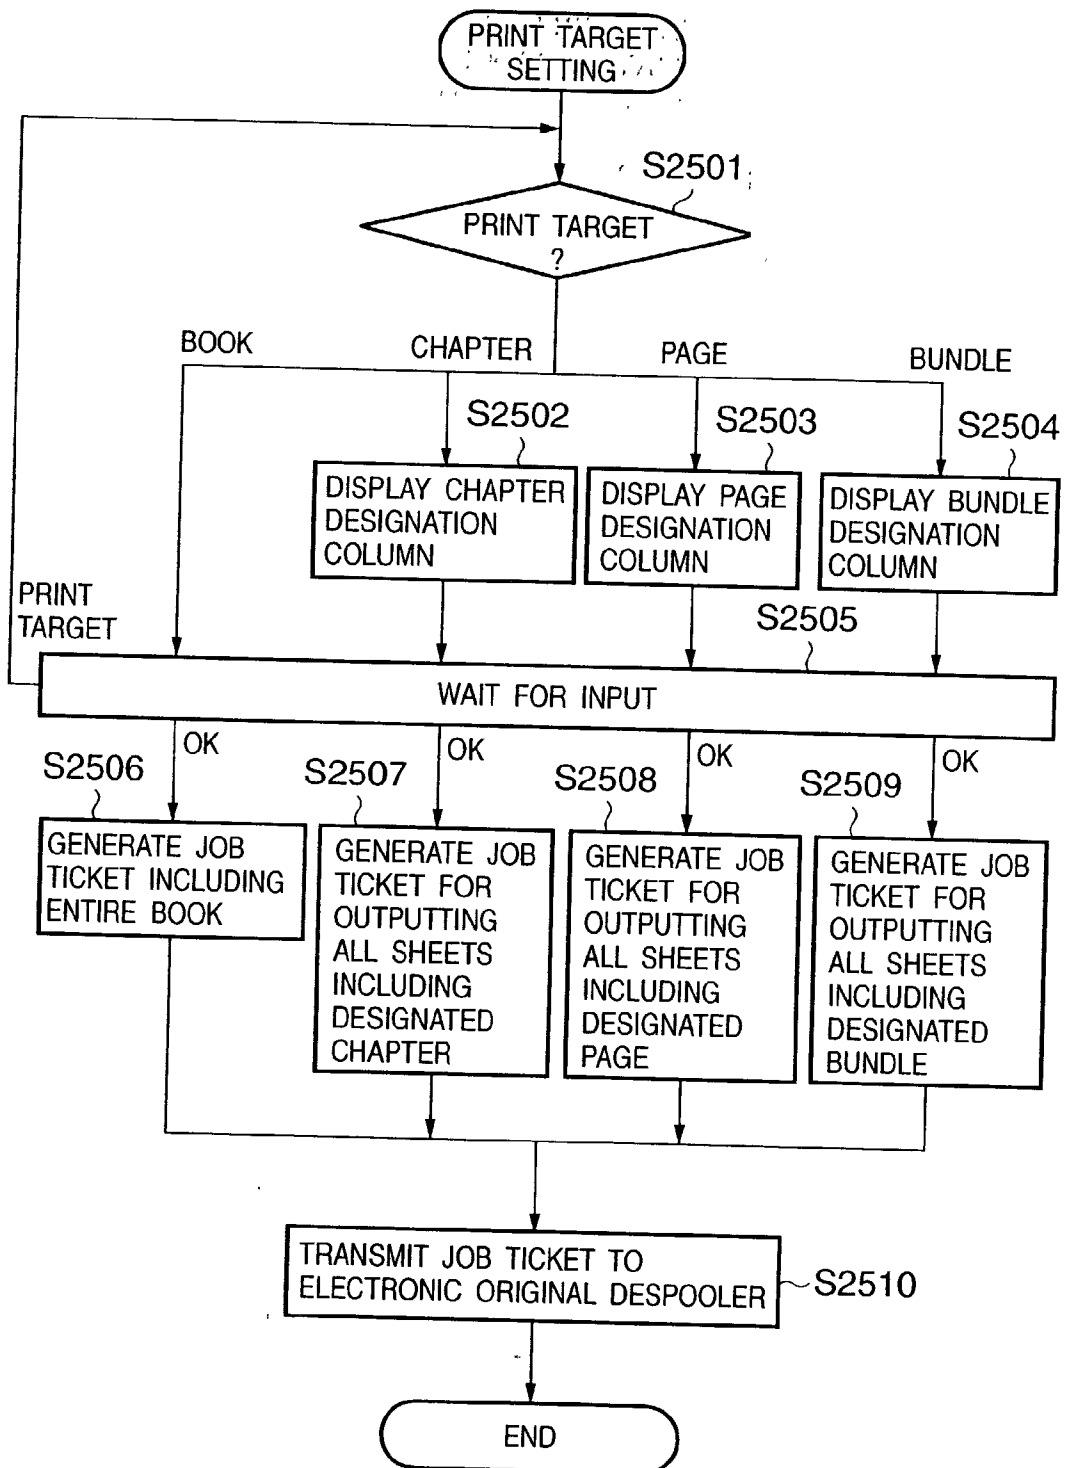 PRINT TARGET
SETTING
S2501
PRINT TARGET
?
BOOK
CHAPTER
PAGE
BUNDLE
S2502
S2503
S2504
DISPLAY CHAPTER
DESIGNATION
COLUMN
DISPLAY PAGE
DESIGNATION
COLUMN
DISPLAY BUNDLE
DESIGNATION
COLUMN
PRINT
TARGET
S2505
WAIT FOR INPUT
OK
OK
OK
OK
S2506
S2507
S2508
S2509
GENERATE JOB
TICKET INCLUDING
ENTIRE BOOK
GENERATE JOB
TICKET FOR
OUTPUTTING
ALL SHEETS
INCLUDING
DESIGNATED
CHAPTER
GENERATE JOB
TICKET FOR
OUTPUTTING
ALL SHEETS
INCLUDING
DESIGNATED
PAGE
GENERATE JOB
TICKET FOR
OUTPUTTING
ALL SHEETS
INCLUDING
DESIGNATED
BUNDLE
TRANSMIT JOB TICKET TO
ELECTRONIC ORIGINAL DESPOOLER
S2510
END